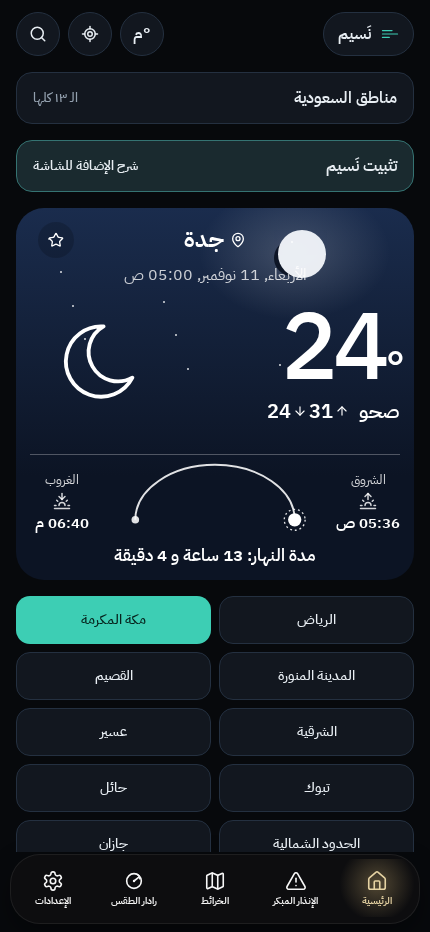 نَسيم
°م
مناطق السعودية
الـ ١٣ كلها
تثبيت نَسيم
شرح الإضافة للشاشة
جدة
الأربعاء, 11 نوفمبر, 05:00 ص
24°
صحو ↑31 ↓24
الشروق
05:36 ص
الغروب
06:40 م
مدة النهار: 13 ساعة و 4 دقيقة
الرياض
مكة المكرمة
المدينة المنورة
القصيم
الشرقية
عسير
تبوك
حائل
الحدود الشمالية
جازان
الرئيسية
الإنذار المبكر
الخرائط
رادار الطقس
الإعدادات